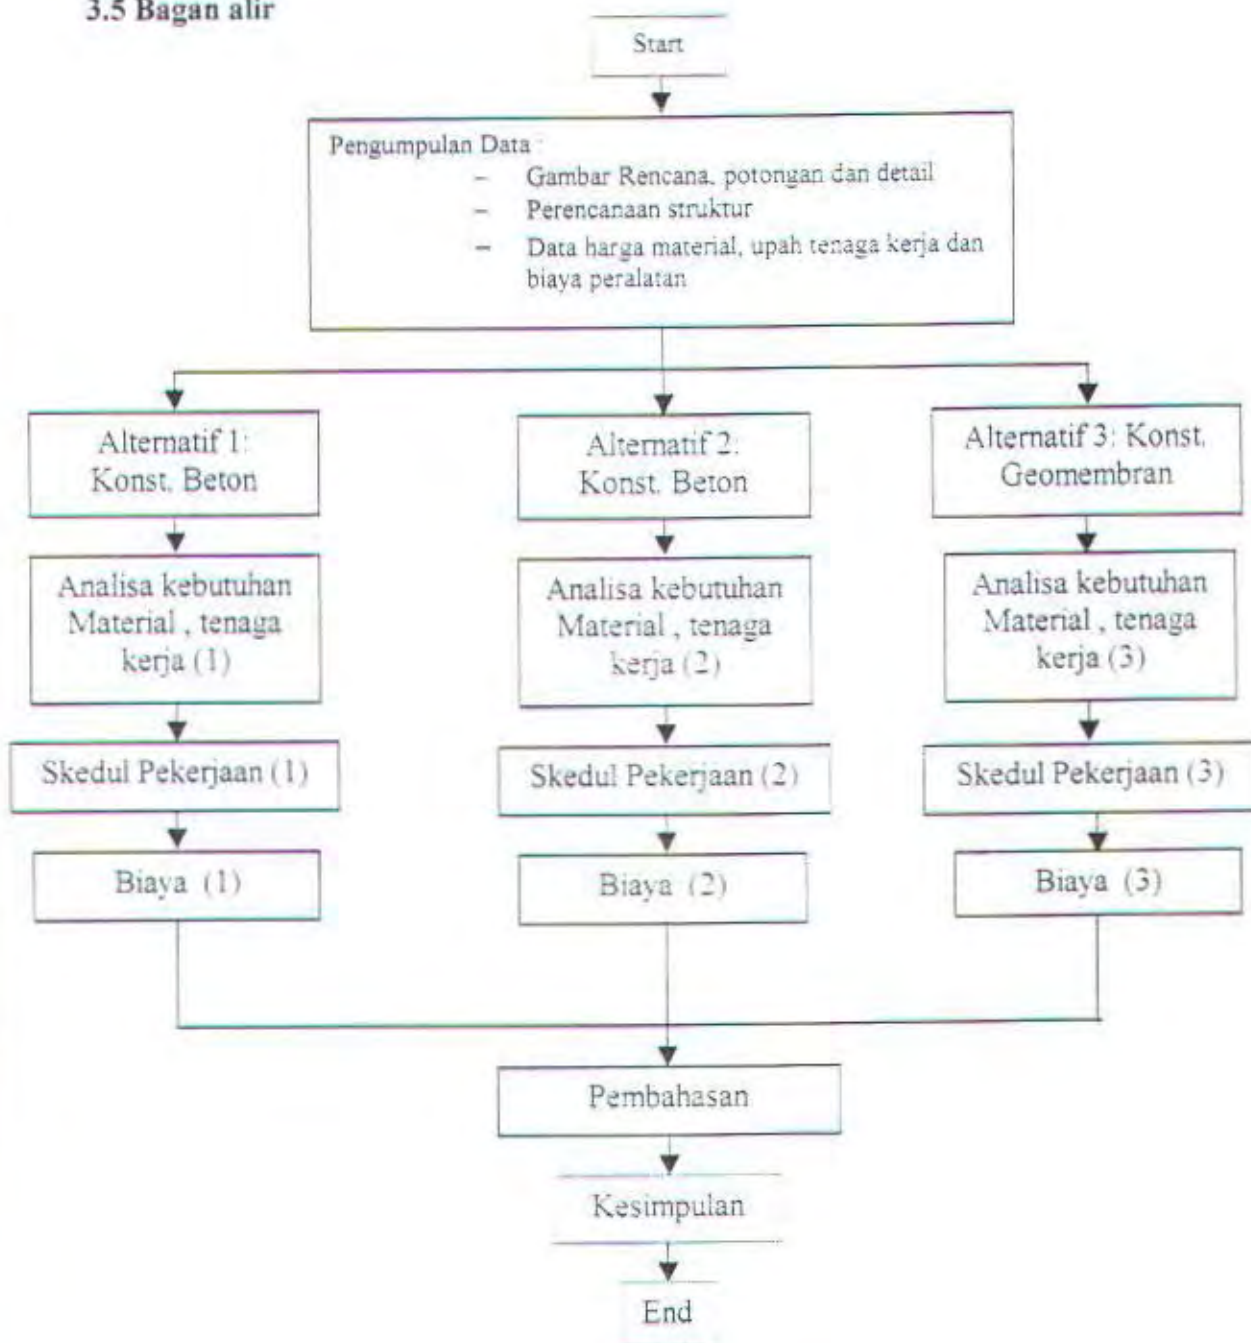 3.5 Bagan alir
Start
Pengumpulan Data :
- Gambar Rencana, potongan dan detail
- Perencanaan struktur
- Data harga material, upah tenaga kerja dan
biaya peralatan
Alternatif 1:
Konst. Beton
Alternatif 2:
Konst. Beton
Alternatif 3: Konst.
Geomembran
Analisa kebutuhan
Material , tenaga
kerja (1)
Analisa kebutuhan
Material , tenaga
kerja (2)
Analisa kebutuhan
Material , tenaga
kerja (3)
Skedul Pekerjaan (1)
Skedul Pekerjaan (2)
Skedul Pekerjaan (3)
Biaya (1)
Biaya (2)
Biaya (3)
Pembahasan
Kesimpulan
End